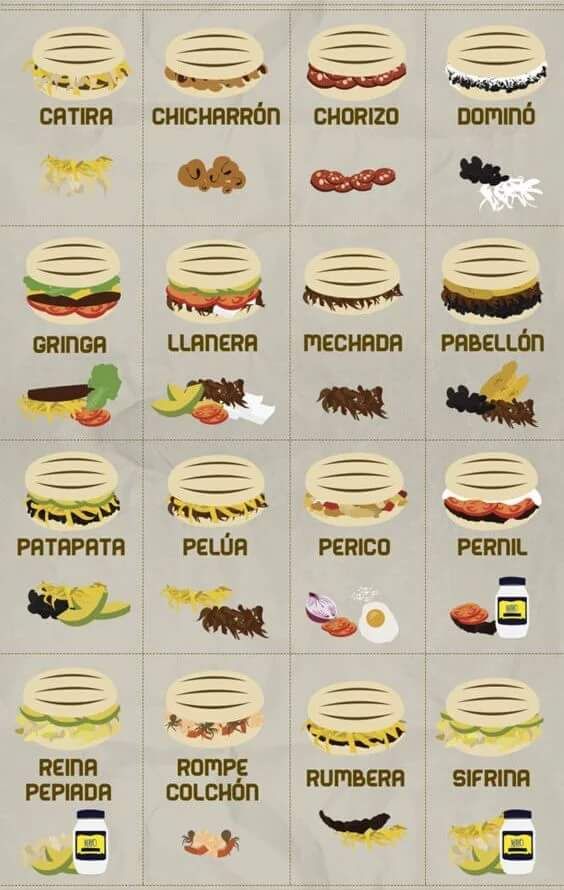 CATIRA
CHICHARRÓN
CHORIZO
DOMINÓ
GRINGA
LLANERA
MECHADA
PABELLÓN
PATAPATA
PELÚA
PERICO
PERNIL
REINA
PEPIADA
ROMPE
COLCHÓN
RUMBERA
SIFRINA